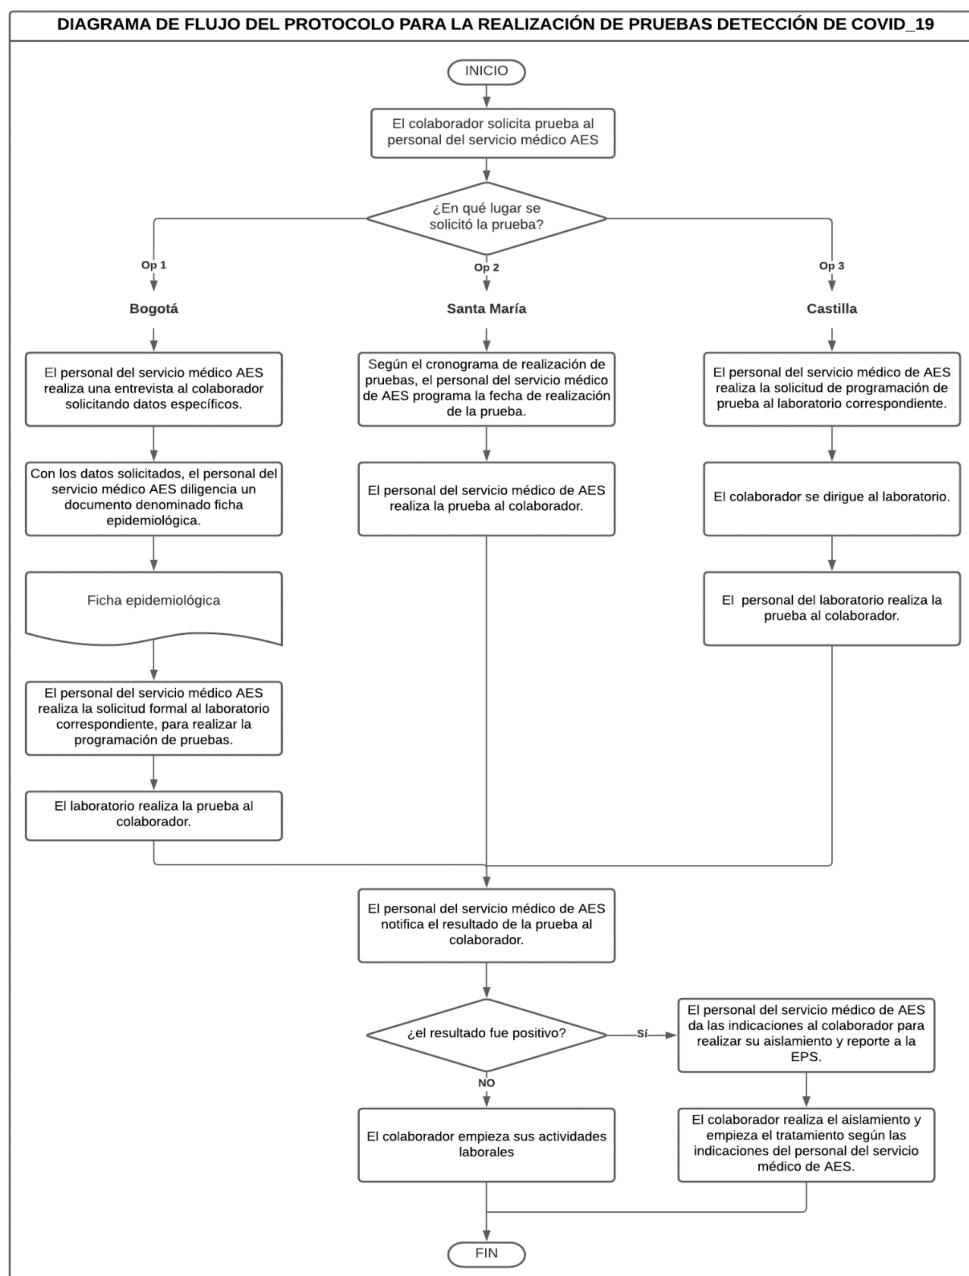 DIAGRAMA DE FLUJO DEL PROTOCOLO PARA LA REALIZACIÓN DE PRUEBAS DETECCIÓN DE COVID_19
INICIO
El colaborador solicita prueba al
personal del servicio médico AES
¿En qué lugar se
solicitó la prueba?
Op 1
Bogotá
El personal del servicio médico AES
realiza una entrevista al colaborador
solicitando datos específicos.
Con los datos solicitados, el personal del
servicio médico AES diligencia un
documento denominado ficha
epidemiológica.
Ficha epidemiológica
El personal del servicio médico AES
realiza la solicitud formal al laboratorio
correspondiente, para realizar la
programación de pruebas.
El laboratorio realiza la prueba al
colaborador.
Op 2
Santa María
Según el cronograma de realización de
pruebas, el personal del servicio médico
de AES programa la fecha de realización
de la prueba.
El personal del servicio médico de AES
realiza la prueba al colaborador.
Op 3
Castilla
El personal del servicio médico de AES
realiza la solicitud de programación de
prueba al laboratorio correspondiente.
El colaborador se dirigue al laboratorio.
El personal del laboratorio realiza la
prueba al colaborador.
El personal del servicio médico de AES
notifica el resultado de la prueba al
colaborador.
¿el resultado fue positivo?
Sí
El personal del servicio médico de AES
da las indicaciones al colaborador para
realizar su aislamiento y reporte a la
EPS.
El colaborador realiza el aislamiento y
empieza el tratamiento según las
indicaciones del personal del servicio
médico de AES.
NO
El colaborador empieza sus actividades
laborales
FIN